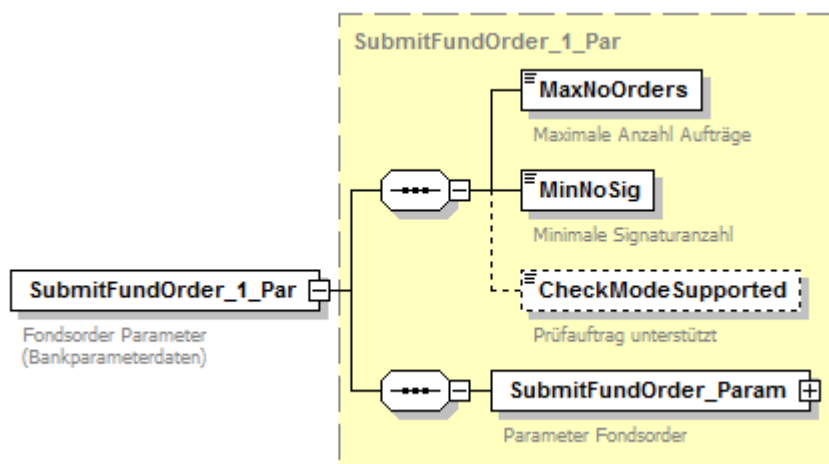 SubmitFundOrder_1_Par
MaxNoOrders
Maximale Anzahl Aufträge
MinNoSig
Minimale Signaturanzahl
SubmitFundOrder_1_Par
Fondsorder Parameter
(Bankparameterdaten)
CheckModeSupported
Prüfauftrag unterstützt
SubmitFundOrder_Param
Parameter Fondsorder